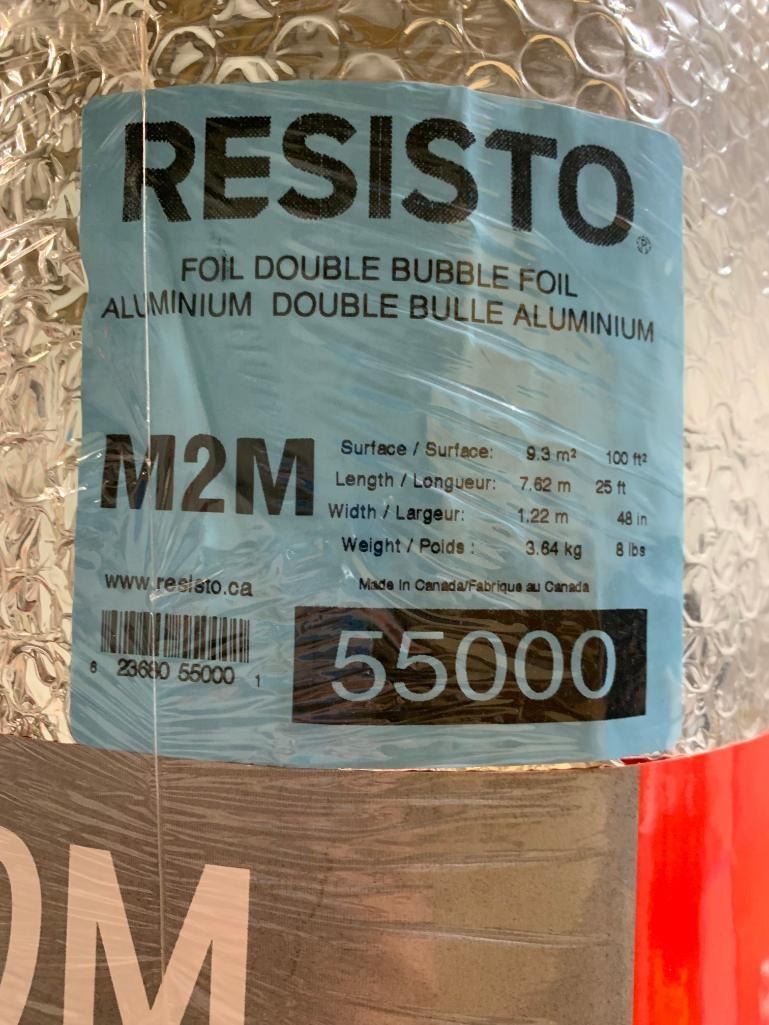 RESISTO
FOIL DOUBLE BUBBLE FOIL
ALUMINIUM DOUBLE BULLE ALUMINIUM
M2M
Surface / Surface: 9.3 m² 100 ft²
Length / Longueur: 7.62 m 25 ft
Width / Largeur: 1.22 m 48 in
Weight / Poids : 3.64 kg 8 lbs
www.resisto.ca
Made In Canada/Fabrique au Canada
6 23680 55000 1
55000
M